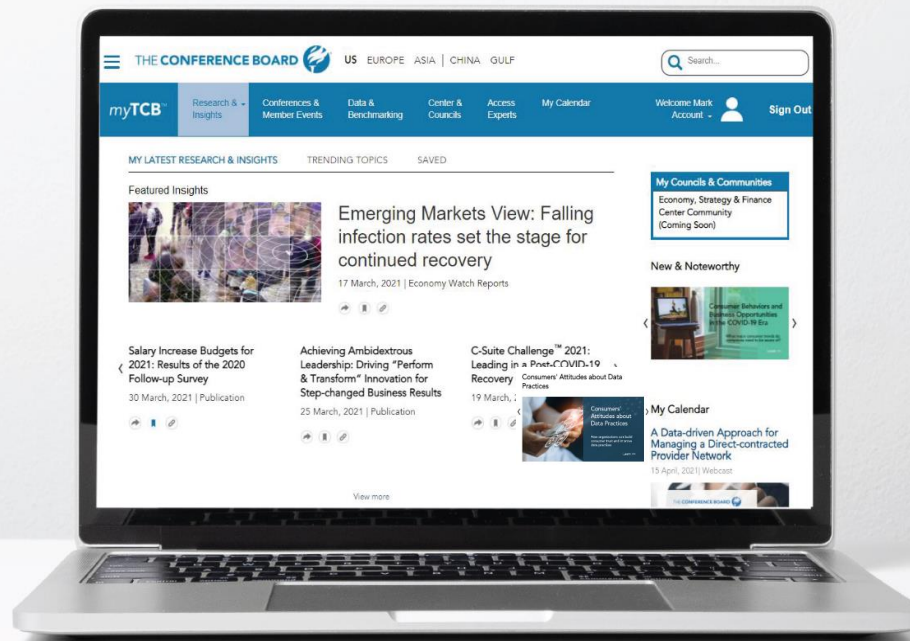 THE CONFERENCE BOARD
US EUROPE ASIA | CHINA GULF
Search...
myTCB™
Research &
Insights
Conferences &
Member Events
Data &
Benchmarking
Center &
Councils
Access
Experts
My Calendar
Welcome Mark
Account
Sign Out
MY LATEST RESEARCH & INSIGHTS
TRENDING TOPICS
SAVED
Featured Insights
Emerging Markets View: Falling
infection rates set the stage for
continued recovery
17 March, 2021 | Economy Watch Reports
Salary Increase Budgets for
2021: Results of the 2020
Follow-up Survey
30 March, 2021 | Publication
Achieving Ambidextrous
Leadership: Driving "Perform
& Transform" Innovation for
Step-changed Business Results
25 March, 2021 | Publication
C-Suite Challenge™ 2021:
Leading in a Post-COVID-19
Recovery
19 March,
Consumers' Attitudes about Data
Practices
Consumers'
Attitudes about
Data Practices
View more
My Councils & Communities
Economy, Strategy & Finance
Center Community
(Coming Soon)
New & Noteworthy
Consumer Behaviors and
Business Opportunities
in the COVID-19 Era
My Calendar
A Data-driven Approach for
Managing a Direct-contracted
Provider Network
15 April, 2021| Webcast
THE CONFERENCE BOARD